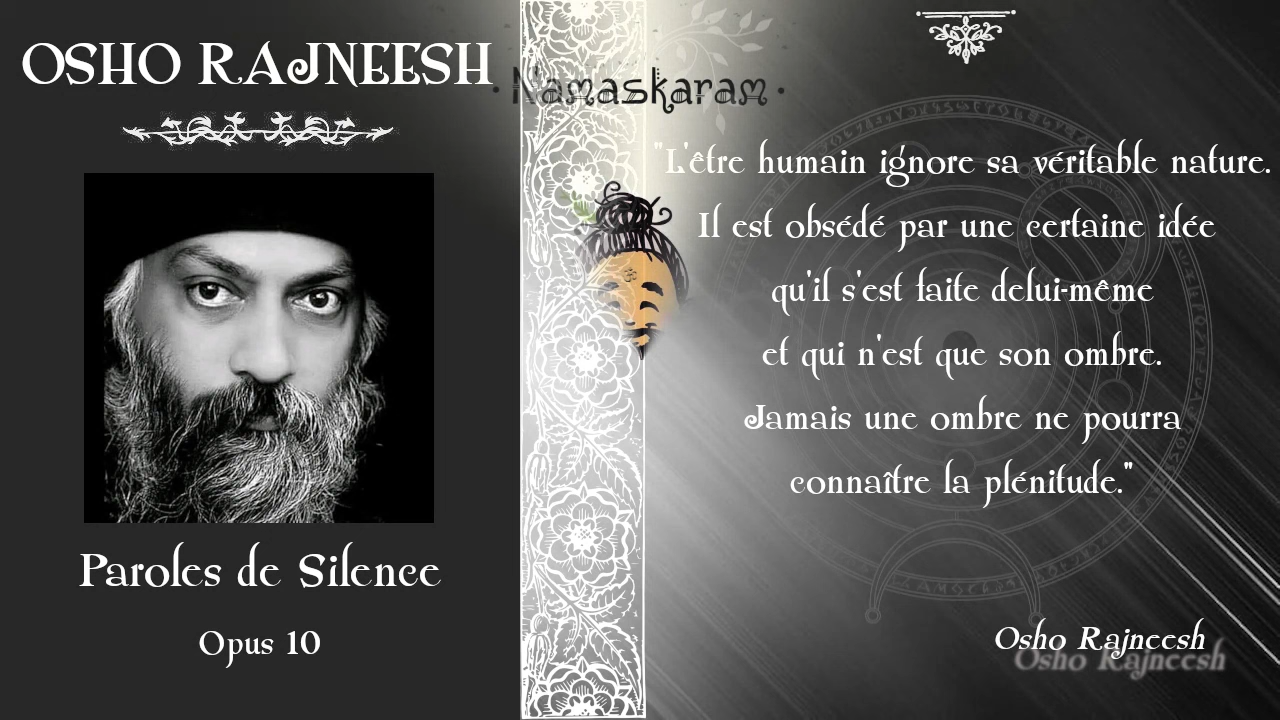 OSHO RAJNEESH
· Namaskaram ·
Paroles de Silence
Opus 10
"L'être humain ignore sa véritable nature.
Il est obsédé par une certaine idée
qu'il s'est faite delui-même
et qui n'est que son ombre.
Jamais une ombre ne pourra
connaître la plénitude."
Osho Rajneesh